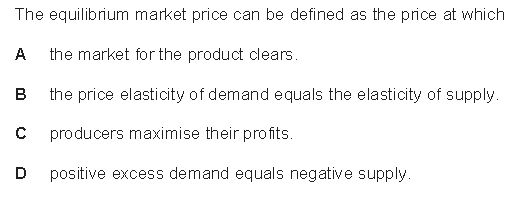 The equilibrium market price can be defined as the price at which
A the market for the product clears.
B the price elasticity of demand equals the elasticity of supply.
C producers maximise their profits.
D positive excess demand equals negative supply.